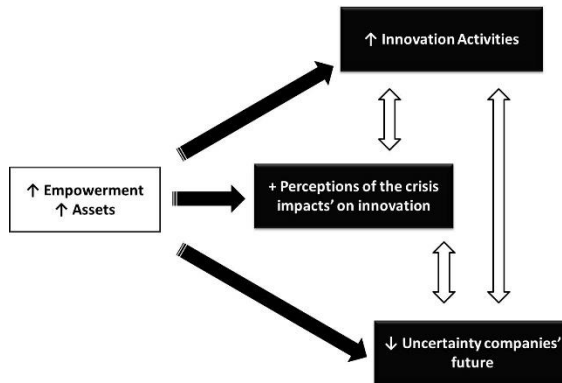 ↑ Innovation Activities
↑ Empowerment
↑ Assets
+ Perceptions of the crisis
impacts' on innovation
↓ Uncertainty companies'
future